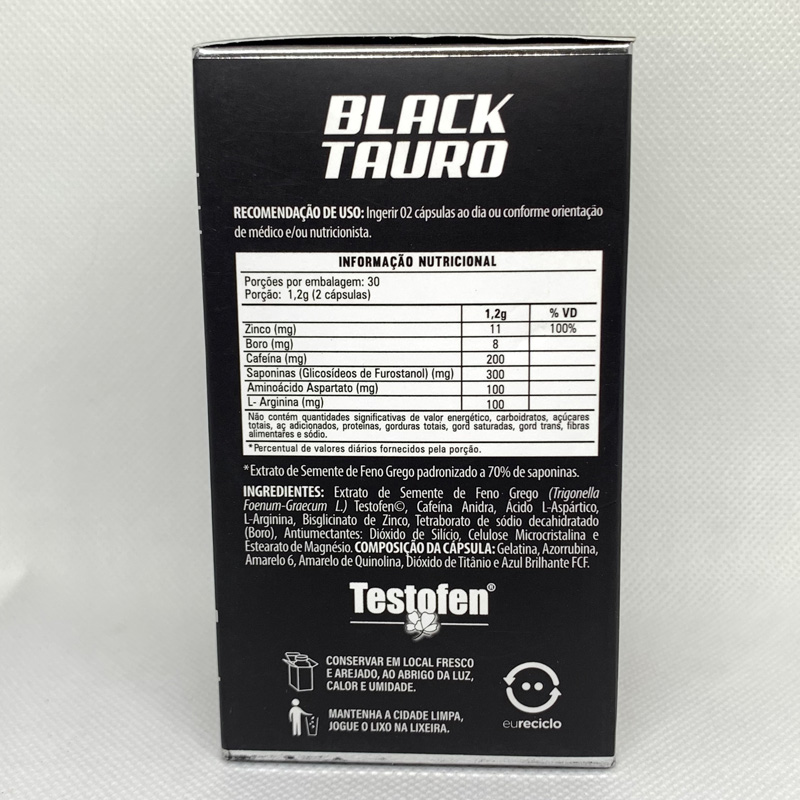 BLACK
TAURO
RECOMENDAÇÃO DE USO: Ingerir 02 cápsulas ao dia ou conforme orientação
de médico e/ou nutricionista.
INFORMAÇÃO NUTRICIONAL
Porções por embalagem: 30
Porção: 1,2g (2 cápsulas)
1,2g % VD
Zinco (mg) 11 100%
Boro (mg) 8
Cafeína (mg) 200
Saponinas (Glicosídeos de Furostanol) (mg) 300
Aminoácido Aspartato (mg) 100
L- Arginina (mg) 100
Não contém quantidades significativas de valor energético, carboidratos, açúcares
totais, aç adicionados, proteínas, gorduras totais, gord saturadas, gord trans, fibras
alimentares e sódio.
*Percentual de valores diários fornecidos pela porção.
*Extrato de Semente de Feno Grego padronizado a 70% de saponinas.
INGREDIENTES: Extrato de Semente de Feno Grego (Trigonella
Foenum-Graecum L.) Testofen©, Cafeína Anidra, Ácido L-Aspártico,
L-Arginina, Bisglicinato de Zinco, Tetraborato de sódio decahidratado
(Boro), Antiumectantes: Dióxido de Silício, Celulose Microcristalina e
Estearato de Magnésio. COMPOSIÇÃO DA CÁPSULA: Gelatina, Azorrubina,
Amarelo 6, Amarelo de Quinolina, Dióxido de Titânio e Azul Brilhante FCF.
Testofen®
CONSERVAR EM LOCAL FRESCO
E AREJADO, AO ABRIGO DA LUZ,
CALOR E UMIDADE.
MANTENHA A CIDADE LIMPA,
JOGUE O LIXO NA LIXEIRA.
eureciclo